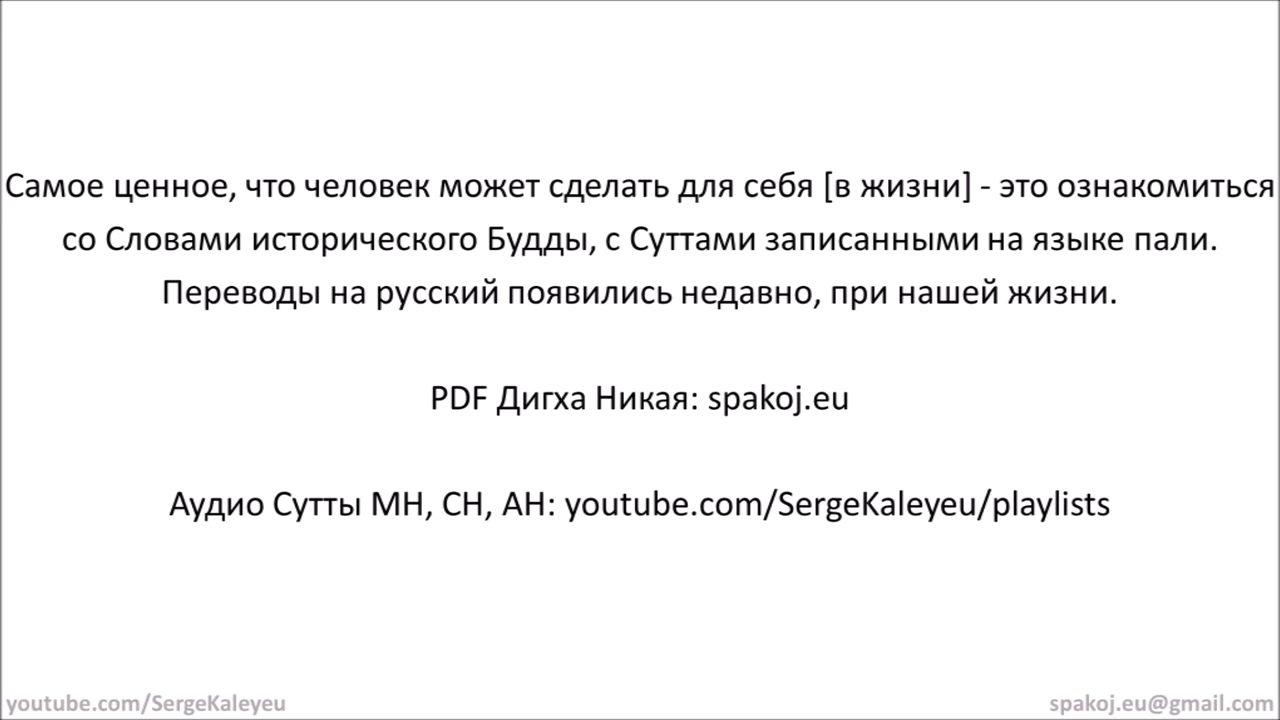 Самое ценное, что человек может сделать для себя [в жизни] - это ознакомиться
со Словами исторического Будды, с Суттами записанными на языке пали.
Переводы на русский появились недавно, при нашей жизни.
PDF Дигха Никая: spakoj.eu
Аудио Сутты МН, СН, АН: youtube.com/SergeKaleyeu/playlists
youtube.com/SergeKaleyeu
spakoj.eu@gmail.com